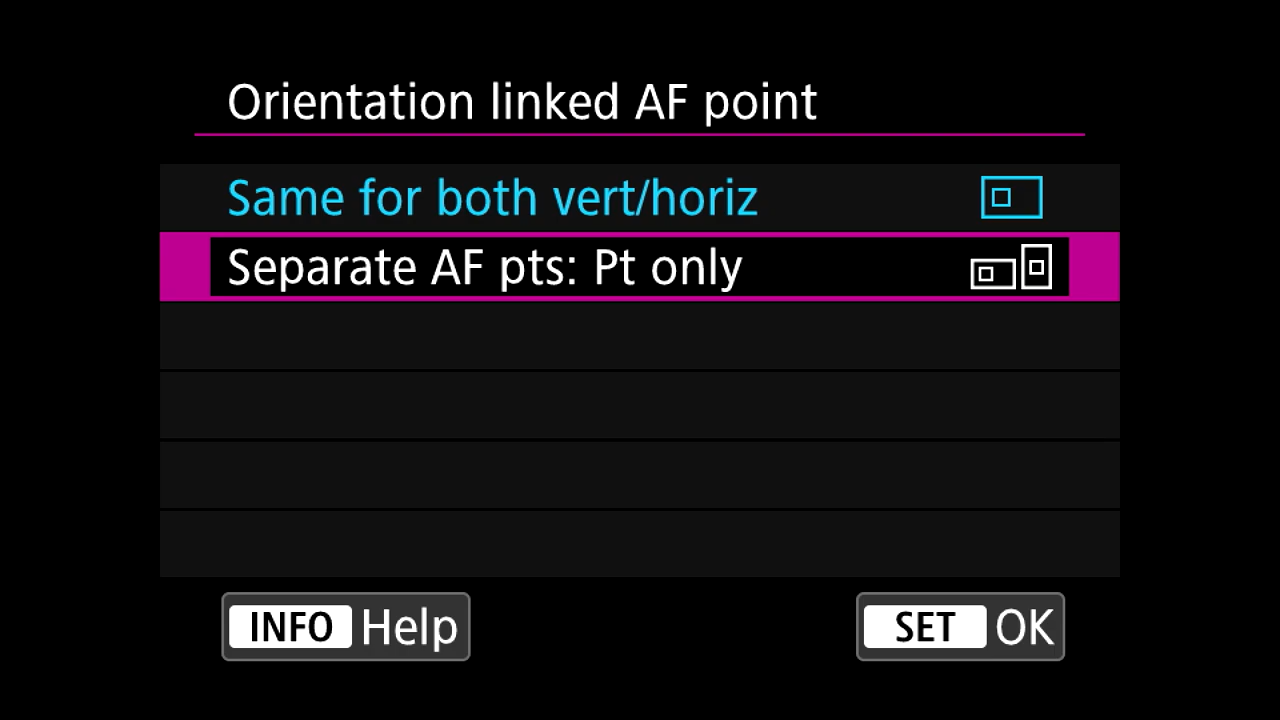 Orientation linked AF point
Same for both vert/horiz
Separate AF pts: Pt only
INFO Help
SET OK